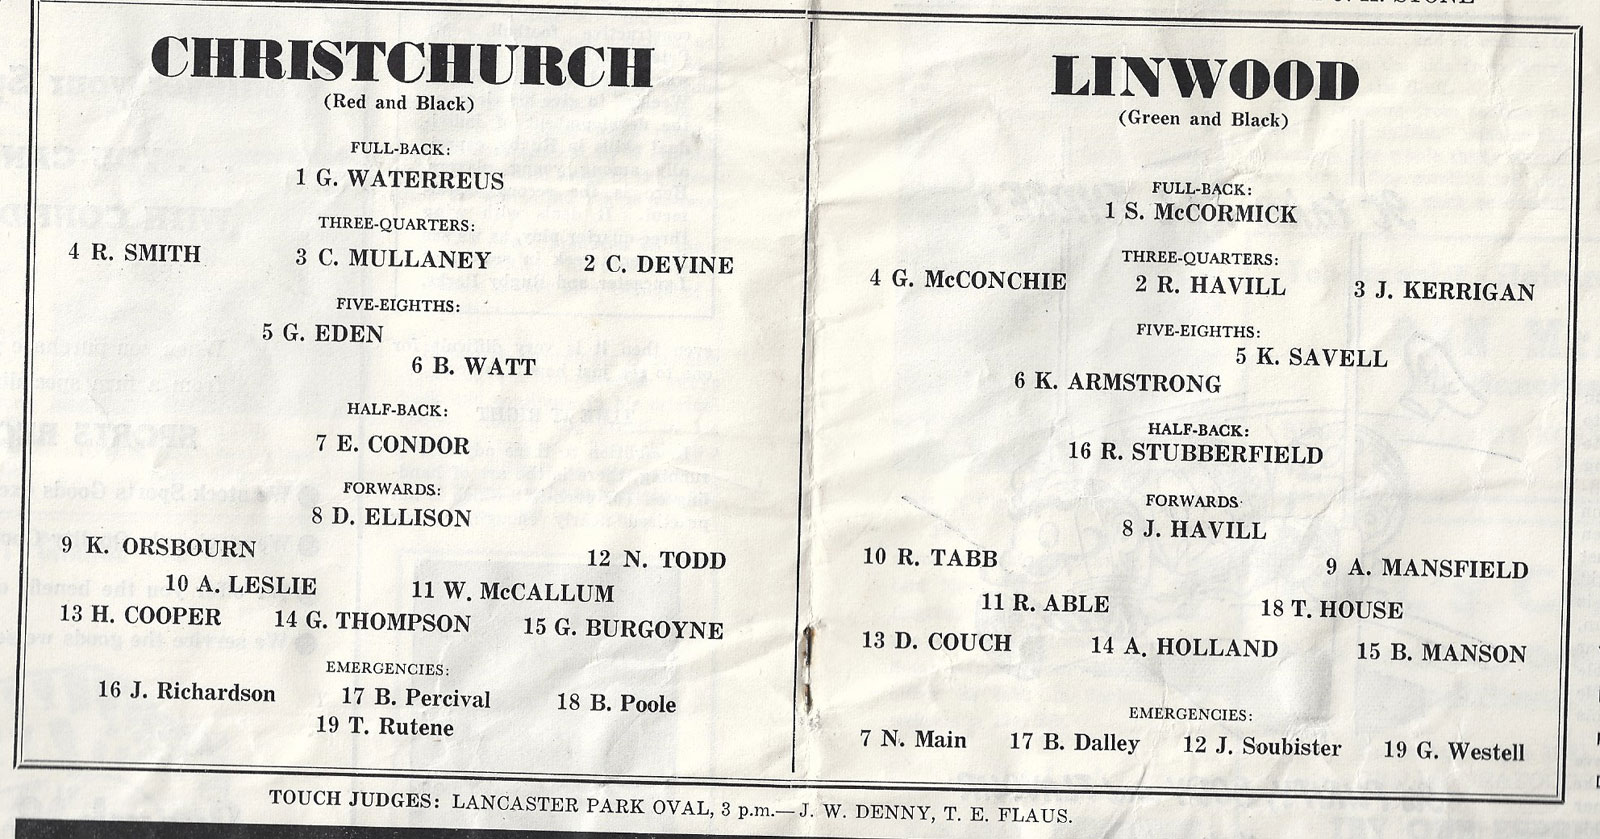 CHRISTCHURCH
(Red and Black)
FULL-BACK:
1 G. WATERREUS
THREE-QUARTERS:
4 R. SMITH 3 C. MULLANEY 2 C. DEVINE
FIVE-EIGHTHS:
5 G. EDEN
6 B. WATT
HALF-BACK:
7 E. CONDOR
FORWARDS:
8 D. ELLISON
9 K. ORSBOURN 12 N. TODD
10 A. LESLIE 11 W. McCALLUM
13 H. COOPER 14 G. THOMPSON 15 G. BURGOYNE
EMERGENCIES:
16 J. Richardson 17 B. Percival 18 B. Poole
19 T. Rutene
LINWOOD
(Green and Black)
FULL-BACK:
1 S. McCORMICK
THREE-QUARTERS:
4 G. McCONCHIE 2 R. HAVILL 3 J. KERRIGAN
FIVE-EIGHTHS:
5 K. SAVELL
6 K. ARMSTRONG
HALF-BACK:
16 R. STUBBERFIELD
FORWARDS
8 J. HAVILL
10 R. TABB 9 A. MANSFIELD
11 R. ABLE 18 T. HOUSE
13 D. COUCH 14 A. HOLLAND 15 B. MANSON
EMERGENCIES:
7 N. Main 17 B. Dalley 12 J. Soubister 19 G. Westell
TOUCH JUDGES: LANCASTER PARK OVAL, 3 p.m.—J. W. DENNY, T. E. FLAUS.